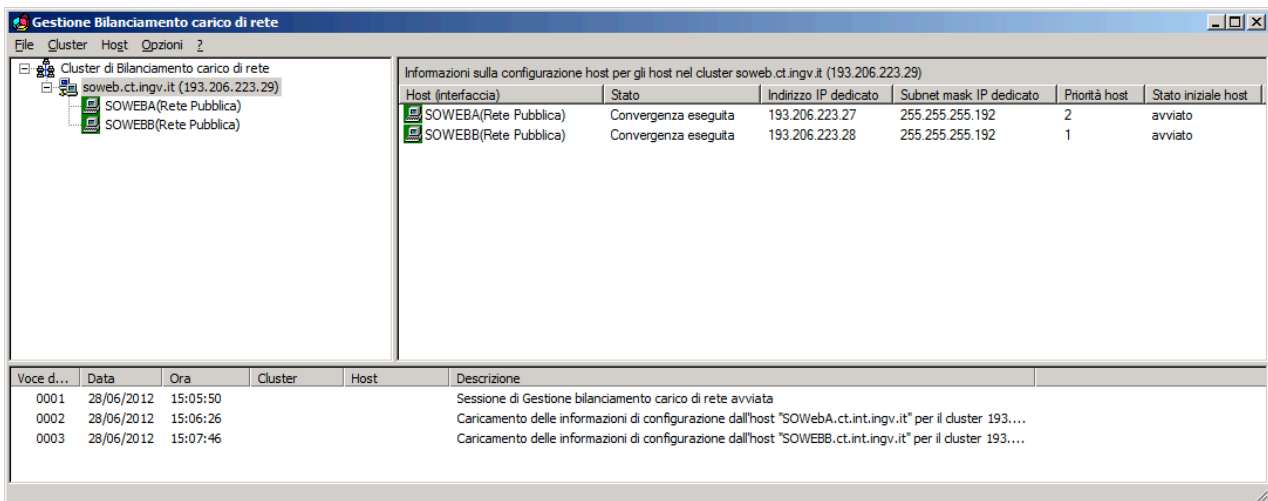 Gestione Bilanciamento carico di rete
File Cluster Host Opzioni ?
Cluster di Bilanciamento carico di rete
soweb.ct.ingv.it (193.206.223.29)
SOWEBA(Rete Pubblica)
SOWEBB(Rete Pubblica)
Informazioni sulla configurazione host per gli host nel cluster soweb.ct.ingv.it (193.206.223.29)
Host (interfaccia) Stato Indirizzo IP dedicato Subnet mask IP dedicato Priorità host Stato iniziale host
SOWEBA(Rete Pubblica) Convergenza eseguita 193.206.223.27 255.255.255.192 2 avviato
SOWEBB(Rete Pubblica) Convergenza eseguita 193.206.223.28 255.255.255.192 1 avviato
Voce d... Data Ora Cluster Host Descrizione
0001 28/06/2012 15:05:50 Sessione di Gestione bilanciamento carico di rete avviata
0002 28/06/2012 15:06:26 Caricamento delle informazioni di configurazione dall'host "SOWebA.ct.int.ingv.it" per il cluster 193....
0003 28/06/2012 15:07:46 Caricamento delle informazioni di configurazione dall'host "SOWEBB.ct.int.ingv.it" per il cluster 193....